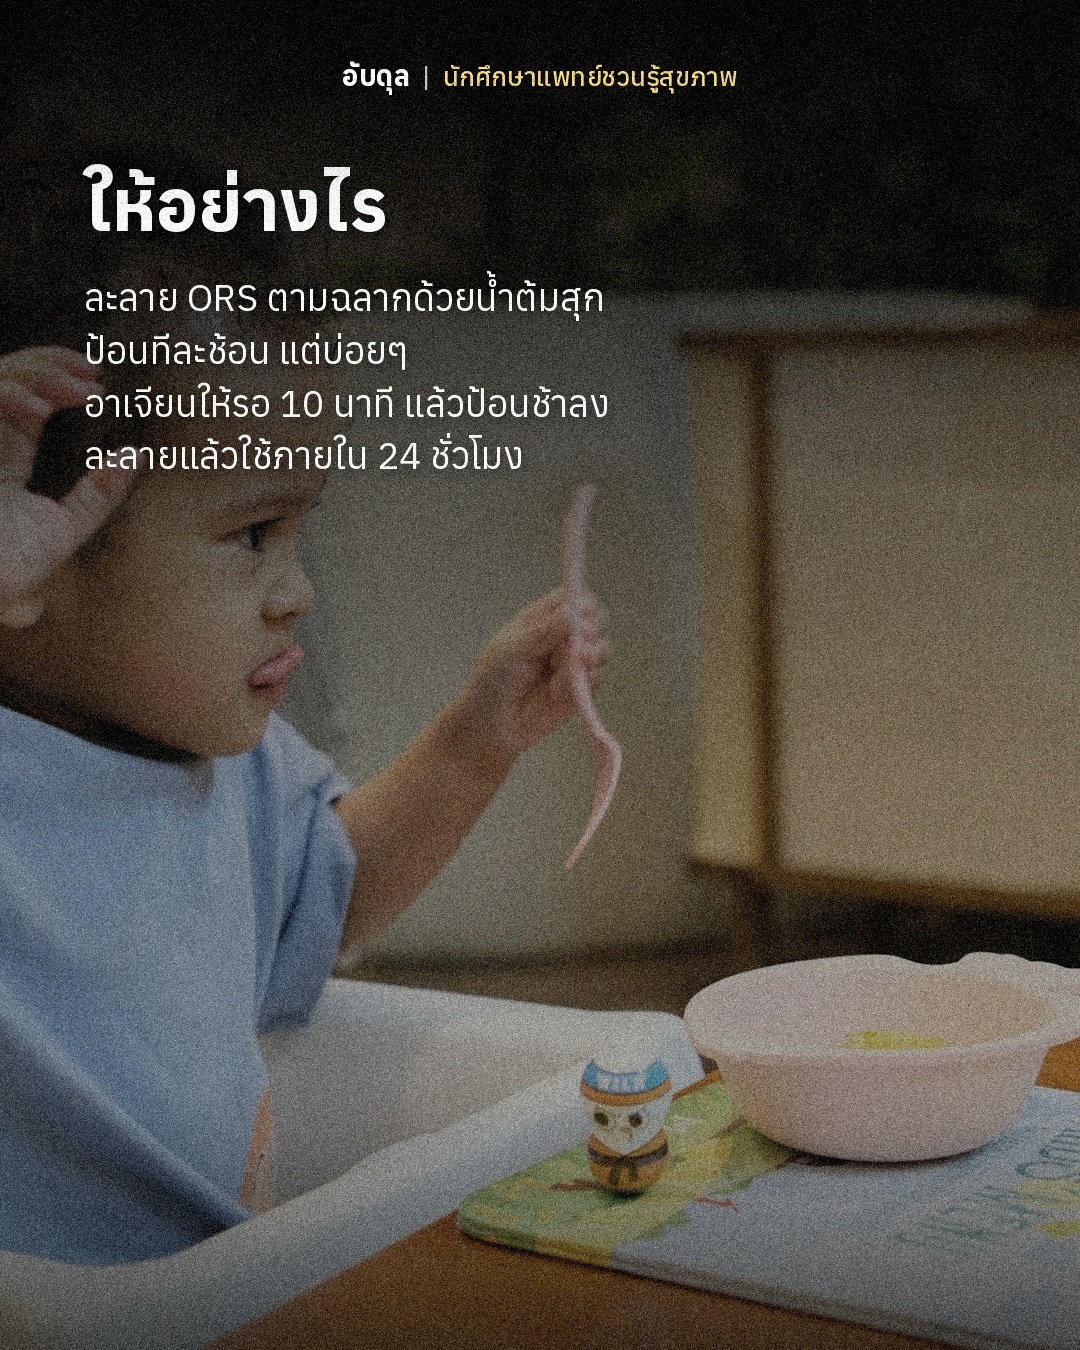 อับดุล | นักศึกษาแพทย์ชวนรู้สุขภาพ
ให้อย่างไร
ละลาย ORS ตามฉลากด้วยน้ำต้มสุก
ป้อนทีละช้อน แต่บ่อยๆ
อาเจียนให้รอ 10 นาที แล้วป้อนช้าลง
ละลายแล้วใช้ภายใน 24 ชั่วโมง